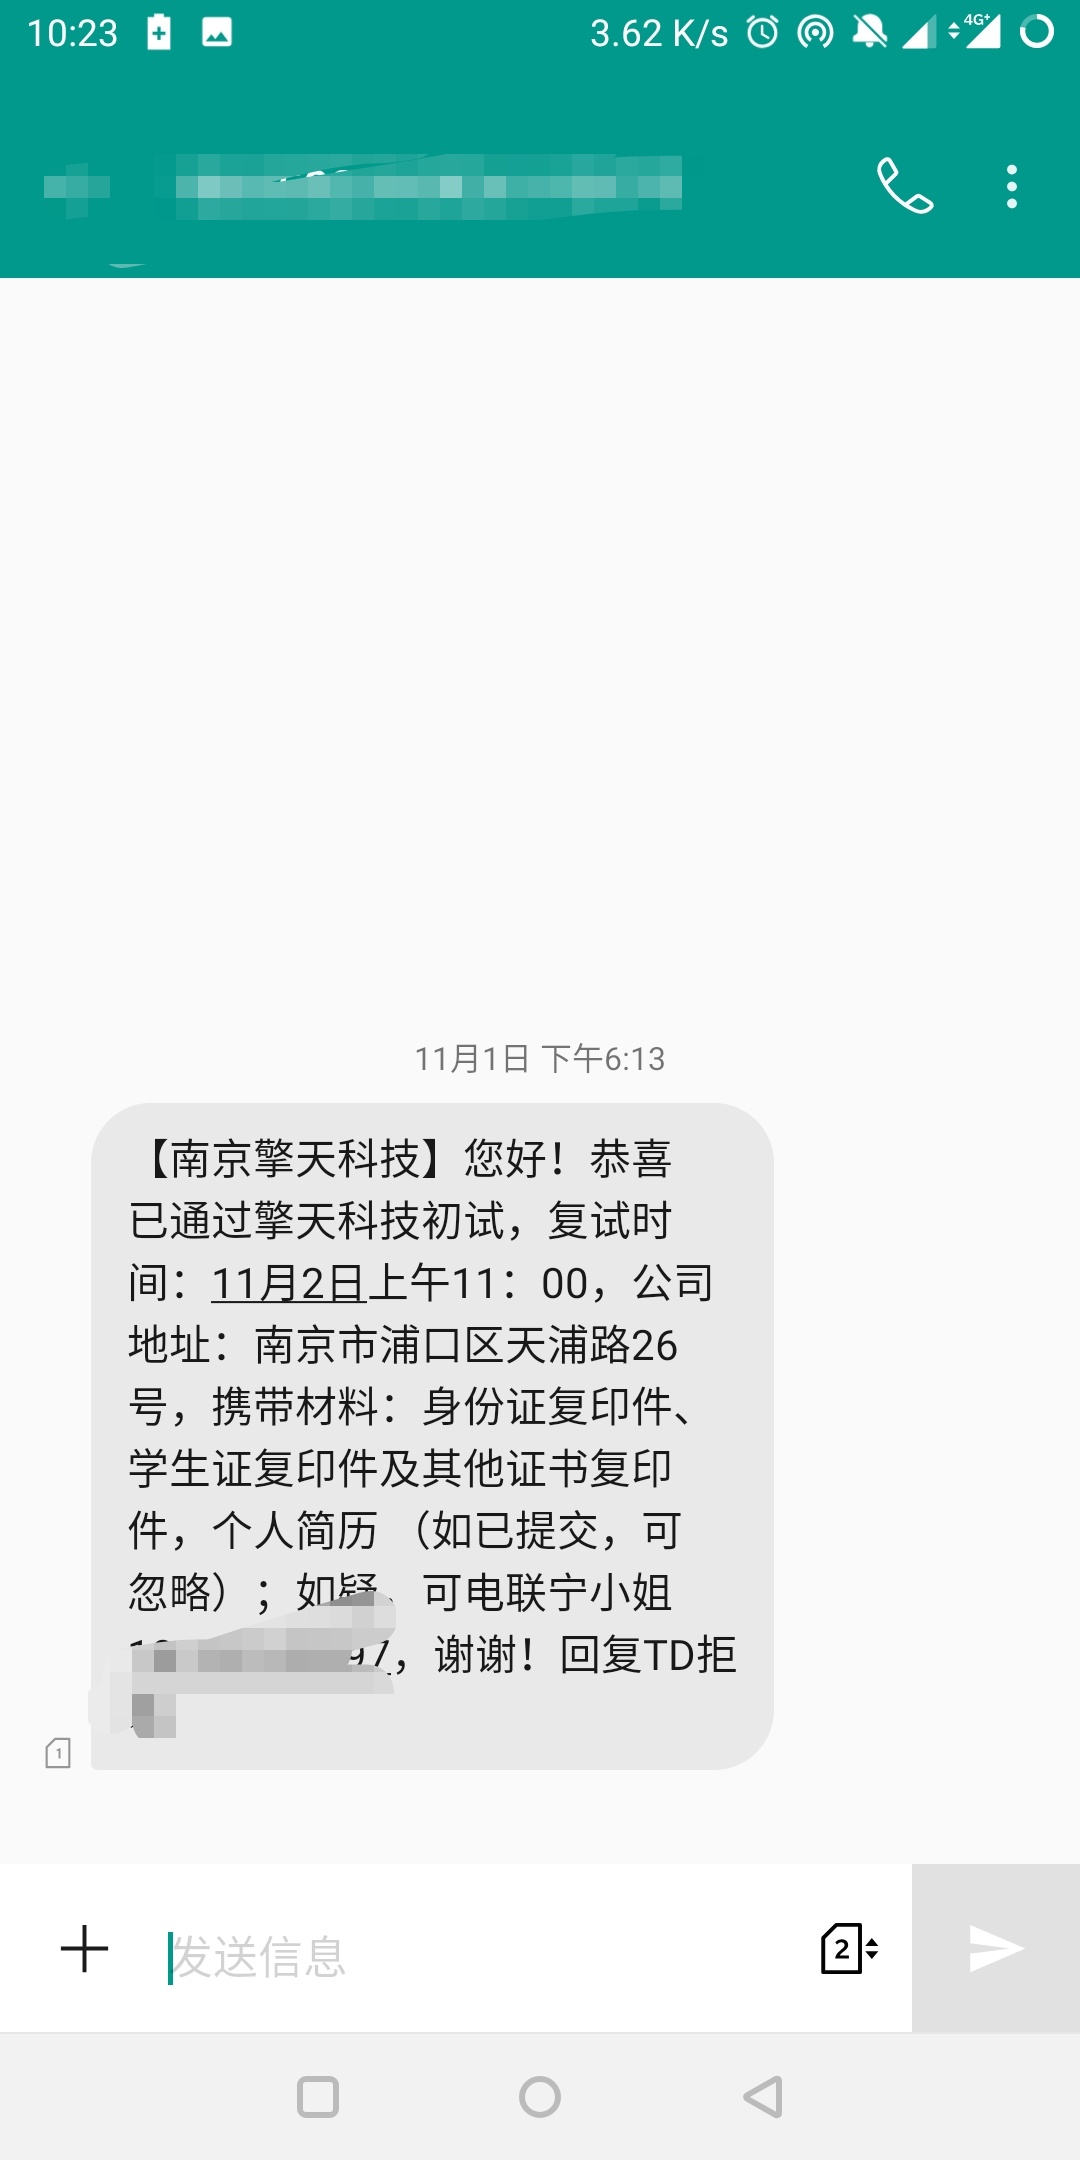 10:23
3.62 K/s
4G+
11月1日 下午6:13
【南京擎天科技】您好！恭喜
已通过擎天科技初试，复试时
间：11月2日上午11：00，公司
地址：南京市浦口区天浦路26
号，携带材料：身份证复印件、
学生证复印件及其他证书复印
件，个人简历 （如已提交，可
忽略）；如疑，可电联宁小姐
97，谢谢！回复TD拒
1
发送信息
2